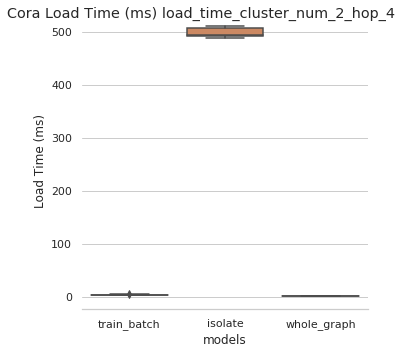 Cora Load Time (ms) load_time_cluster_num_2_hop_4
500
400
300
200
100
0
Load Time (ms)
train_batch isolate whole_graph
models